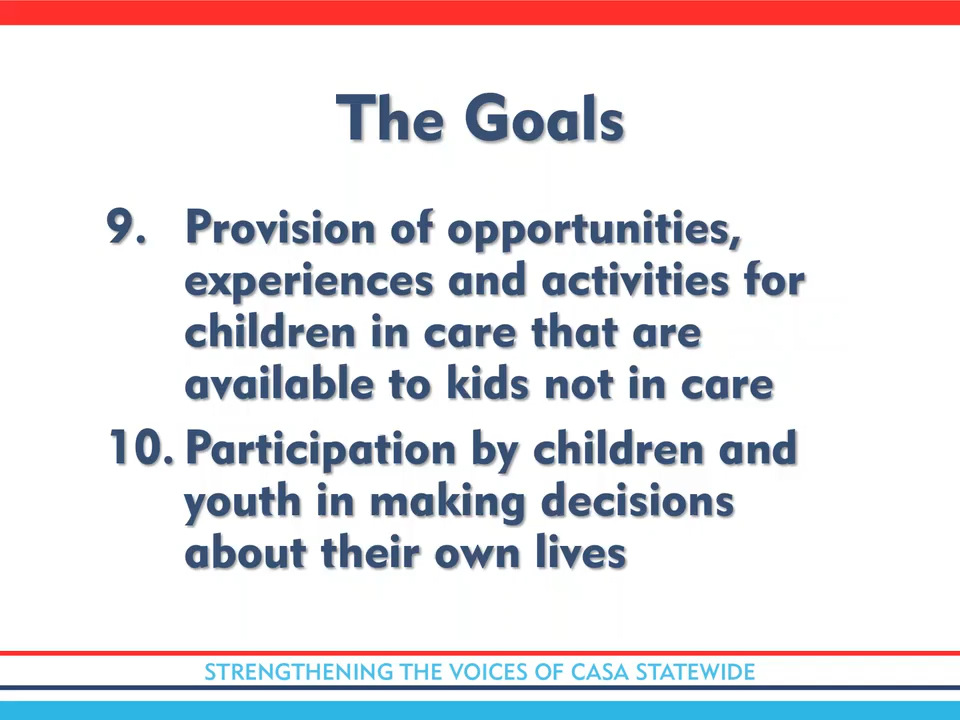 The Goals
9. Provision of opportunities,
experiences and activities for
children in care that are
available to kids not in care
10. Participation by children and
youth in making decisions
about their own lives
STRENGTHENING THE VOICES OF CASA STATEWIDE